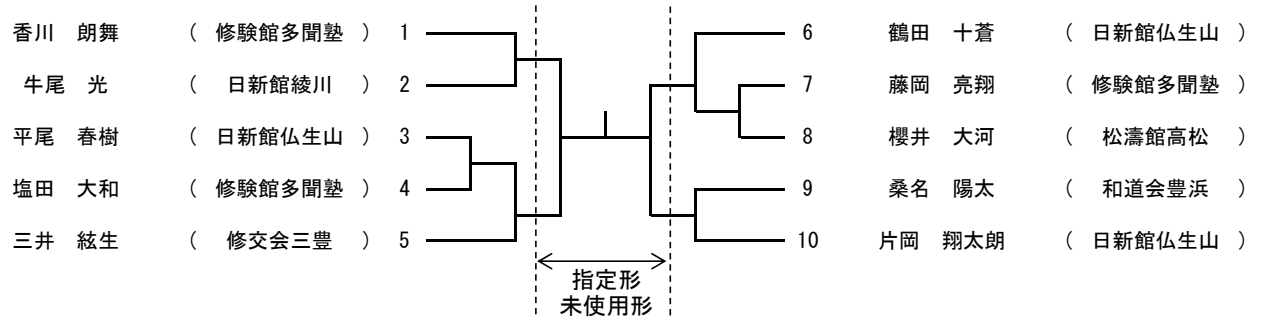 香川　朗舞　（　修験館多聞塾　）　1
牛尾　光　（　日新館綾川　）　2
平尾　春樹　（　日新館仏生山　）　3
塩田　大和　（　修験館多聞塾　）　4
三井　絃生　（　修交会三豊　）　5
6　鶴田　十蒼　（　日新館仏生山　）
7　藤岡　亮翔　（　修験館多聞塾　）
8　櫻井　大河　（　松濤館高松　）
9　桑名　陽太　（　和道会豊浜　）
10　片岡　翔太朗　（　日新館仏生山　）
指定形
未使用形